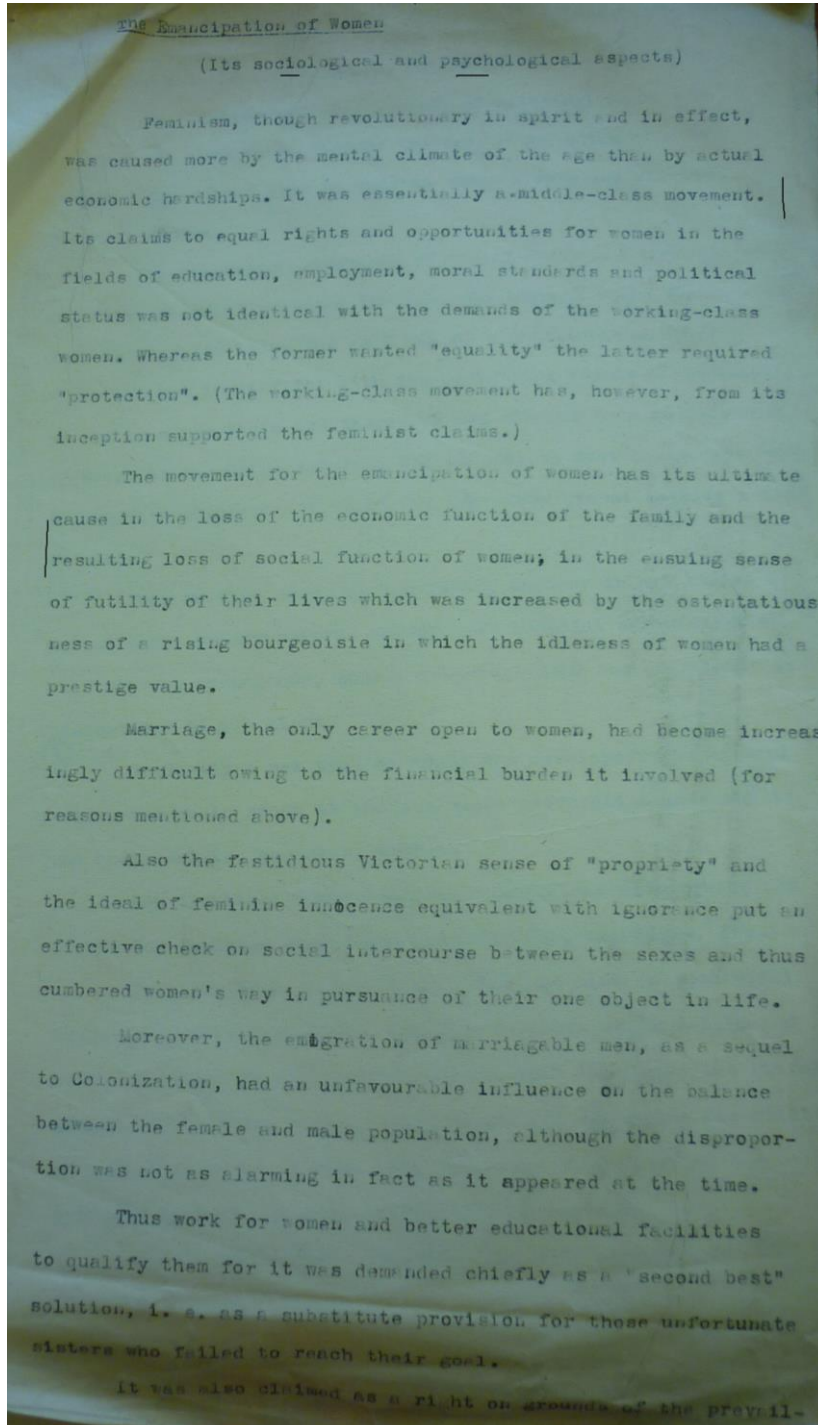 The Emancipation of Women
(Its sociological and psychological aspects)
Feminism, though revolutionary in spirit and in effect,
was caused more by the mental climate of the age than by actual
economic hardships. It was essentially a middle-class movement.
Its claims to equal rights and opportunities for women in the
fields of education, employment, moral standards and political
status was not identical with the demands of the working-class
women. Whereas the former wanted "equality" the latter required
"protection". (The working-class movement has, however, from its
inception supported the feminist claims.)
The movement for the emancipation of women has its ultimate
cause in the loss of the economic function of the family and the
resulting loss of social function of women; in the ensuing sense
of futility of their lives which was increased by the ostentatious
ness of a rising bourgeoisie in which the idleness of women had a
prestige value.
Marriage, the only career open to women, had become increas
ingly difficult owing to the financial burden it involved (for
reasons mentioned above).
Also the fastidious Victorian sense of "propriety" and
the ideal of feminine innocence equivalent with ignorance put an
effective check on social intercourse between the sexes and thus
cumbered women's way in pursuance of their one object in life.
Moreover, the emigration of marriagable men, as a sequel
to Colonization, had an unfavourable influence on the balance
between the female and male population, although the dispropor-
tion was not as alarming in fact as it appeared at the time.
Thus work for women and better educational facilities
to qualify them for it was demanded chiefly as a "second best"
solution, i. e. as a substitute provision for those unfortunate
sisters who failed to reach their goal.
It was also claimed as a right on grounds of the prevail-